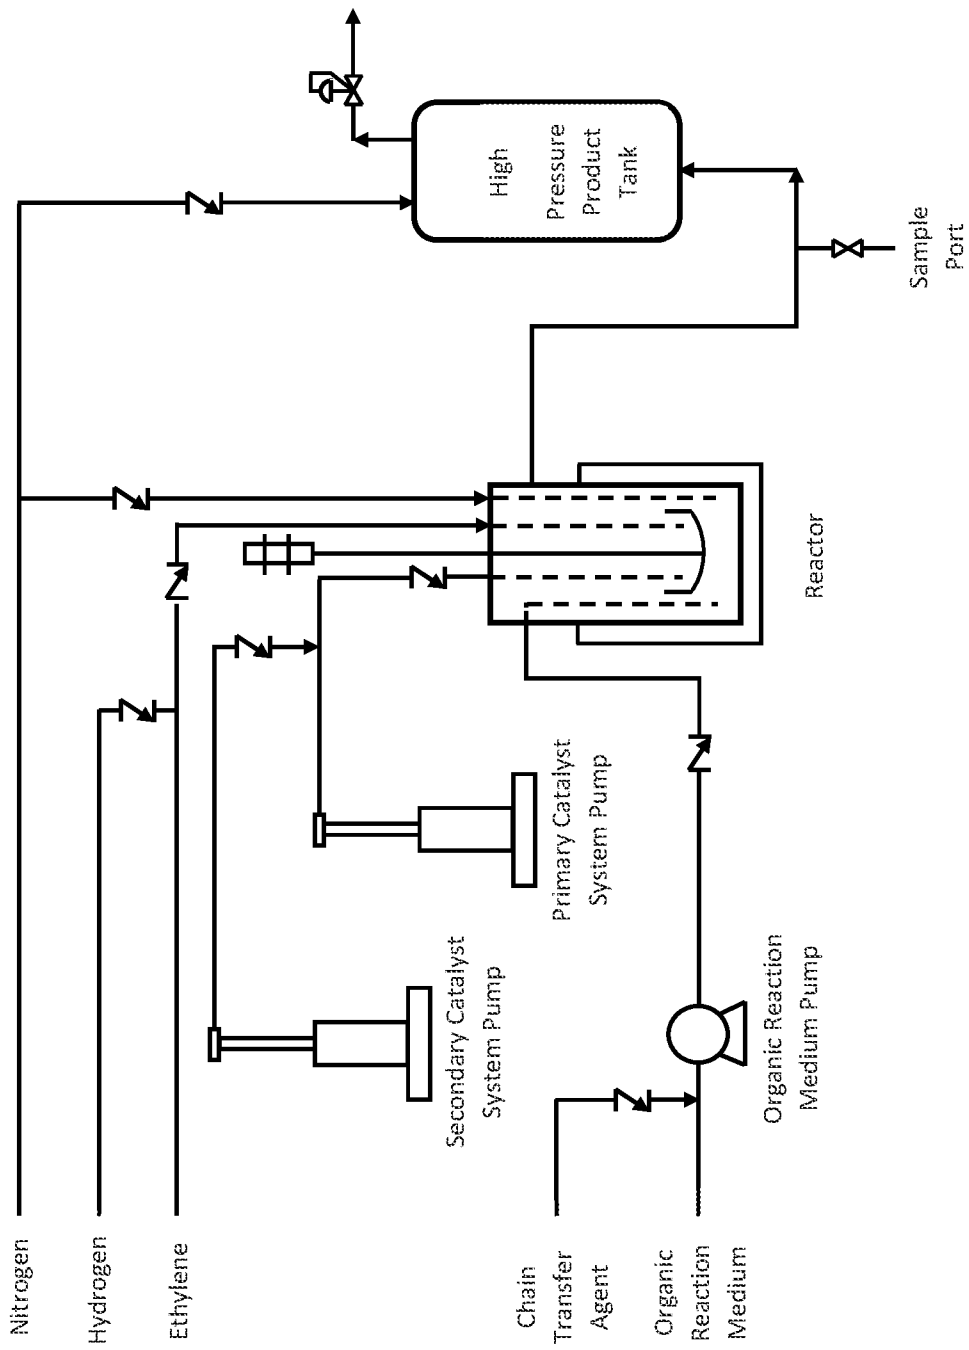 Nitrogen
Hydrogen
Ethylene
Chain
Transfer
Agent
Organic
Reaction
Medium
Secondary Catalyst
System Pump
Primary Catalyst
System Pump
Organic Reaction
Medium Pump
Reactor
High
Pressure
Product
Tank
Sample
Port